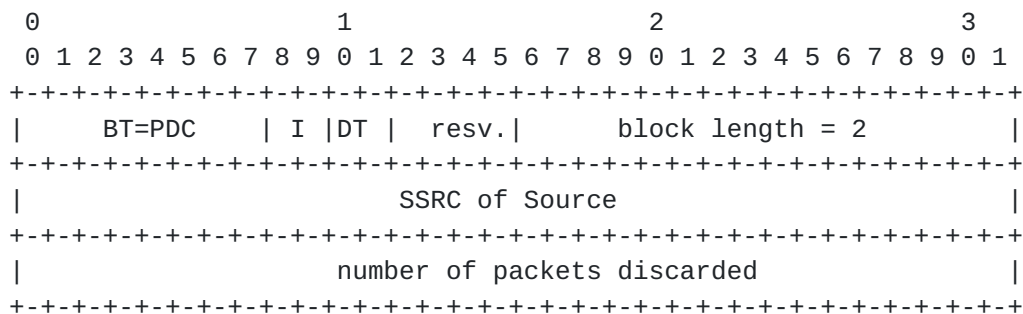 0                   1                   2                   3
 0 1 2 3 4 5 6 7 8 9 0 1 2 3 4 5 6 7 8 9 0 1 2 3 4 5 6 7 8 9 0 1
+-+-+-+-+-+-+-+-+-+-+-+-+-+-+-+-+-+-+-+-+-+-+-+-+-+-+-+-+-+-+-+-+
|     BT=PDC    | I |DT |  resv.|      block length = 2         |
+-+-+-+-+-+-+-+-+-+-+-+-+-+-+-+-+-+-+-+-+-+-+-+-+-+-+-+-+-+-+-+-+
|                        SSRC of Source                         |
+-+-+-+-+-+-+-+-+-+-+-+-+-+-+-+-+-+-+-+-+-+-+-+-+-+-+-+-+-+-+-+-+
|                    number of packets discarded                |
+-+-+-+-+-+-+-+-+-+-+-+-+-+-+-+-+-+-+-+-+-+-+-+-+-+-+-+-+-+-+-+-+